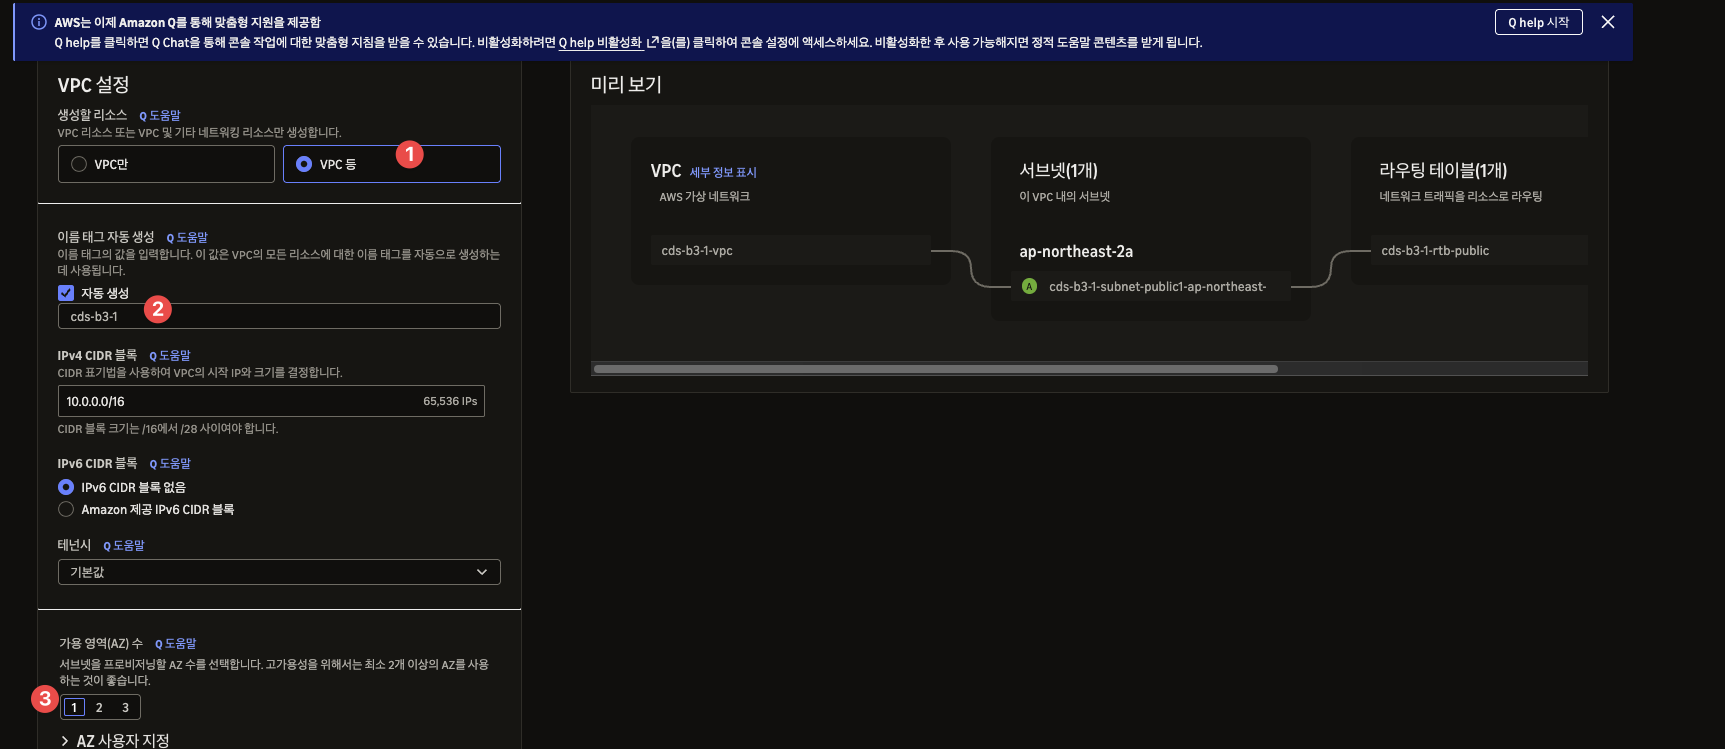 AWS는 이제 Amazon Q를 통해 맞춤형 지원을 제공함
Q help를 클릭하면 Q Chat을 통해 콘솔 작업에 대한 맞춤형 지침을 받을 수 있습니다. 비활성화하려면 Q help 비활성화 을(를) 클릭하여 콘솔 설정에 액세스하세요. 비활성화한 후 사용 가능해지면 정적 도움말 콘텐츠를 받게 됩니다.
Q help 시작
VPC 설정
생성할 리소스 Q 도움말
VPC 리소스 또는 VPC 및 기타 네트워킹 리소스만 생성합니다.
VPC만
VPC 등
1
이름 태그 자동 생성 Q 도움말
이름 태그의 값을 입력합니다. 이 값은 VPC의 모든 리소스에 대한 이름 태그를 자동으로 생성하는
데 사용됩니다.
자동 생성
2
cds-b3-1
IPv4 CIDR 블록 Q 도움말
CIDR 표기법을 사용하여 VPC의 시작 IP와 크기를 결정합니다.
10.0.0.0/16 65,536 IPs
CIDR 블록 크기는 /16에서 /28 사이여야 합니다.
IPv6 CIDR 블록 Q 도움말
IPv6 CIDR 블록 없음
Amazon 제공 IPv6 CIDR 블록
테넌시 Q 도움말
기본값
가용 영역(AZ) 수 Q 도움말
서브넷을 프로비저닝할 AZ 수를 선택합니다. 고가용성을 위해서는 최소 2개 이상의 AZ를 사용
하는 것이 좋습니다.
3
1 2 3
AZ 사용자 지정
미리 보기
VPC 세부 정보 표시
AWS 가상 네트워크
cds-b3-1-vpc
서브넷(1개)
이 VPC 내의 서브넷
ap-northeast-2a
A cds-b3-1-subnet-public1-ap-northeast-
라우팅 테이블(1개)
네트워크 트래픽을 리소스로 라우팅
cds-b3-1-rtb-public